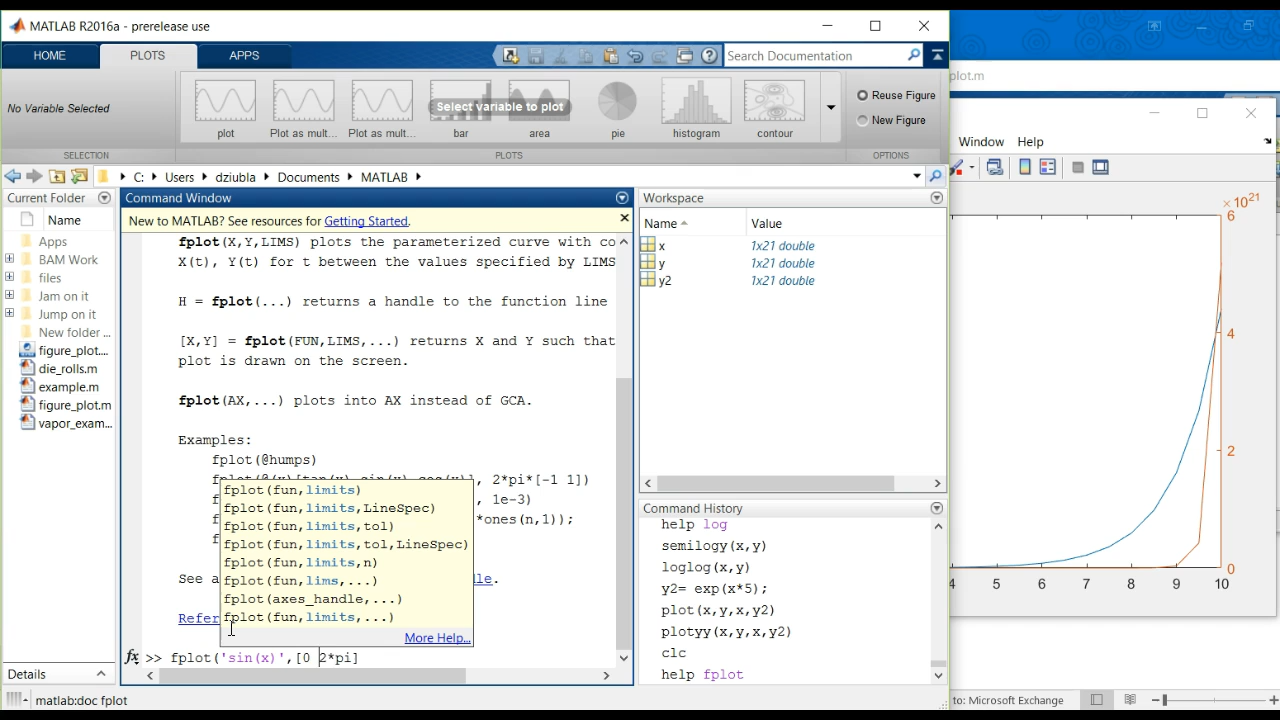 MATLAB R2016a - prerelease use
HOME
PLOTS
APPS
Search Documentation
No Variable Selected
plot
Plot as mult...
Plot as mult...
bar
area
pie
histogram
contour
Select variable to plot
Reuse Figure
New Figure
SELECTION
PLOTS
OPTIONS
C: ▸ Users ▸ dziubla ▸ Documents ▸ MATLAB ▸
Current Folder
Name
Apps
BAM Work
files
Jam on it
Jump on it
New folder ...
figure_plot....
die_rolls.m
example.m
figure_plot.m
vapor_exam...
Details
Command Window
New to MATLAB? See resources for Getting Started.
fplot(X,Y,LIMS) plots the parameterized curve with co
X(t), Y(t) for t between the values specified by LIMS
H = fplot(...) returns a handle to the function line
[X,Y] = fplot(FUN,LIMS,...) returns X and Y such that
plot is drawn on the screen.
fplot(AX,...) plots into AX instead of GCA.
Examples:
fplot(@humps)
fplot(@(x)[tan(x),sin(x),cos(x)], 2*pi*[-1 1])
, 1e-3)
*ones(n,1));
See a
le.
Refer
fplot(fun,limits)
fplot(fun,limits,LineSpec)
fplot(fun,limits,tol)
fplot(fun,limits,tol,LineSpec)
fplot(fun,limits,n)
fplot(fun,lims,...)
fplot(axes_handle,...)
fplot(fun,limits,...)
More Help...
fx >> fplot('sin(x)',[0 2*pi]
Workspace
Name
Value
x 1x21 double
y 1x21 double
y2 1x21 double
Command History
help log
semilogy(x,y)
loglog(x,y)
y2= exp(x*5);
plot(x,y,x,y2)
plotyy(x,y,x,y2)
clc
help fplot
matlab:doc fplot
plot.m
Window Help
×10²¹
6
4
2
0
4 5 6 7 8 9 10
to: Microsoft Exchange